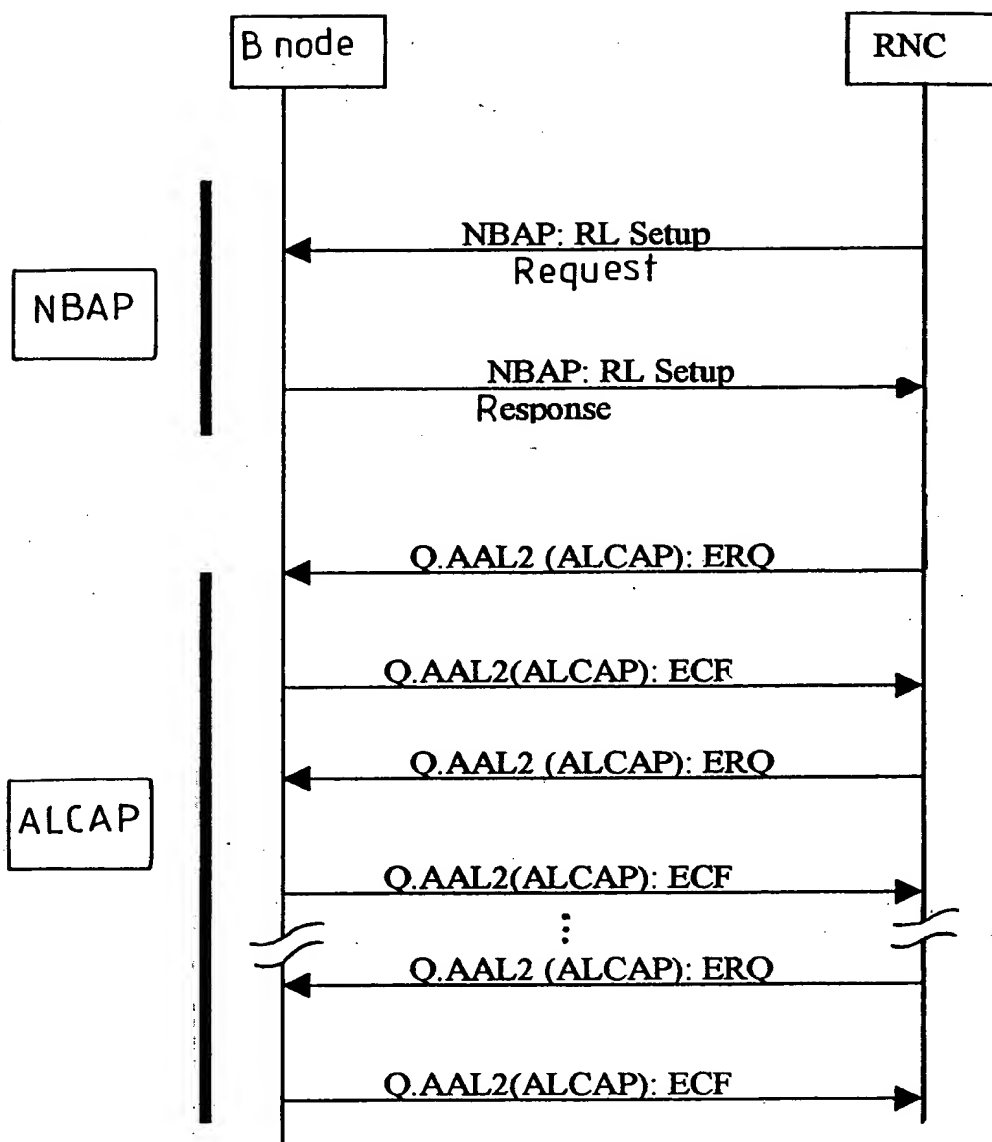 B node
RNC
NBAP: RL Setup
Request
NBAP
NBAP: RL Setup
Response
Q.AAL2 (ALCAP): ERQ
Q.AAL2(ALCAP): ECF
Q.AAL2 (ALCAP): ERQ
ALCAP
Q.AAL2(ALCAP): ECF
⋮
Q.AAL2 (ALCAP): ERQ
Q.AAL2(ALCAP): ECF